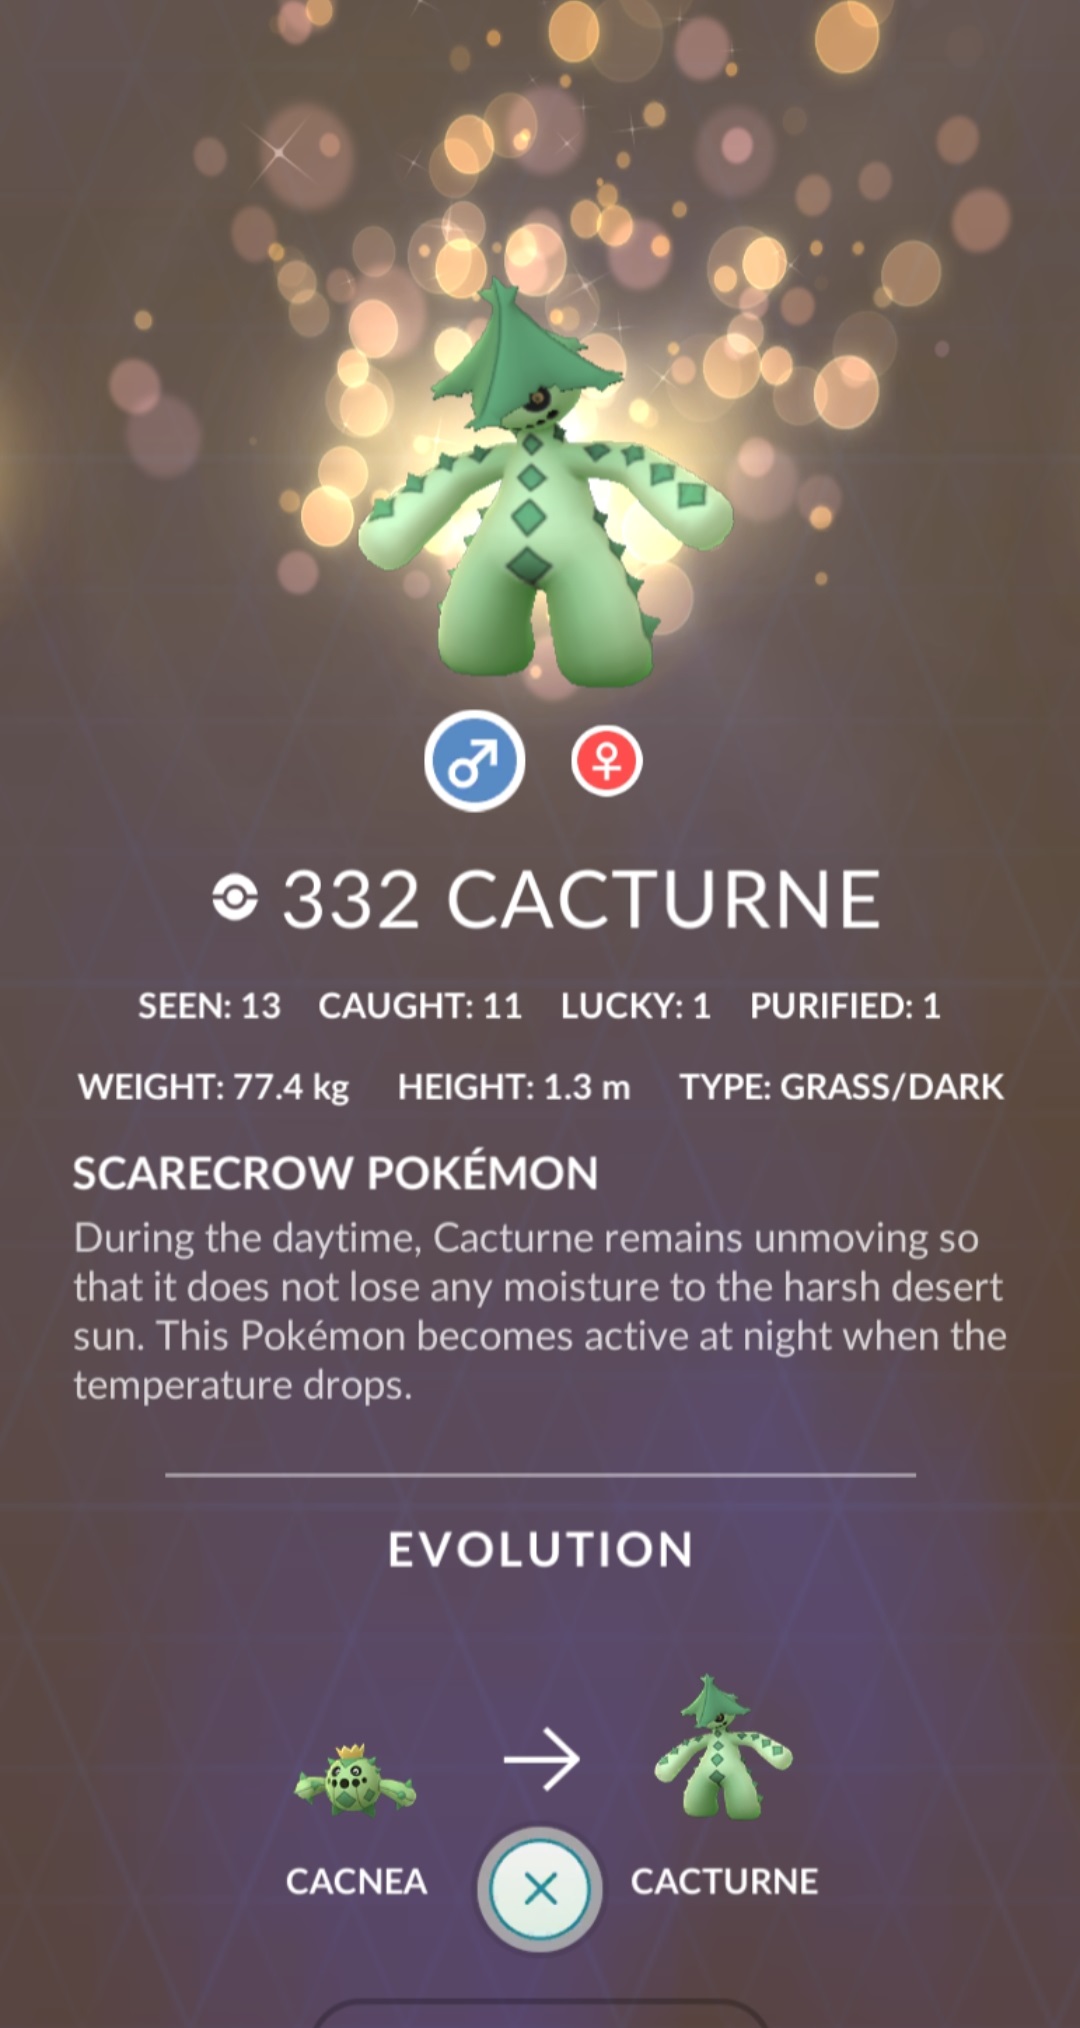 332 CACTURNE
SEEN: 13 CAUGHT: 11 LUCKY: 1 PURIFIED: 1
WEIGHT: 77.4 kg HEIGHT: 1.3 m TYPE: GRASS/DARK
SCARECROW POKÉMON
During the daytime, Cacturne remains unmoving so
that it does not lose any moisture to the harsh desert
sun. This Pokémon becomes active at night when the
temperature drops.
EVOLUTION
CACNEA CACTURNE